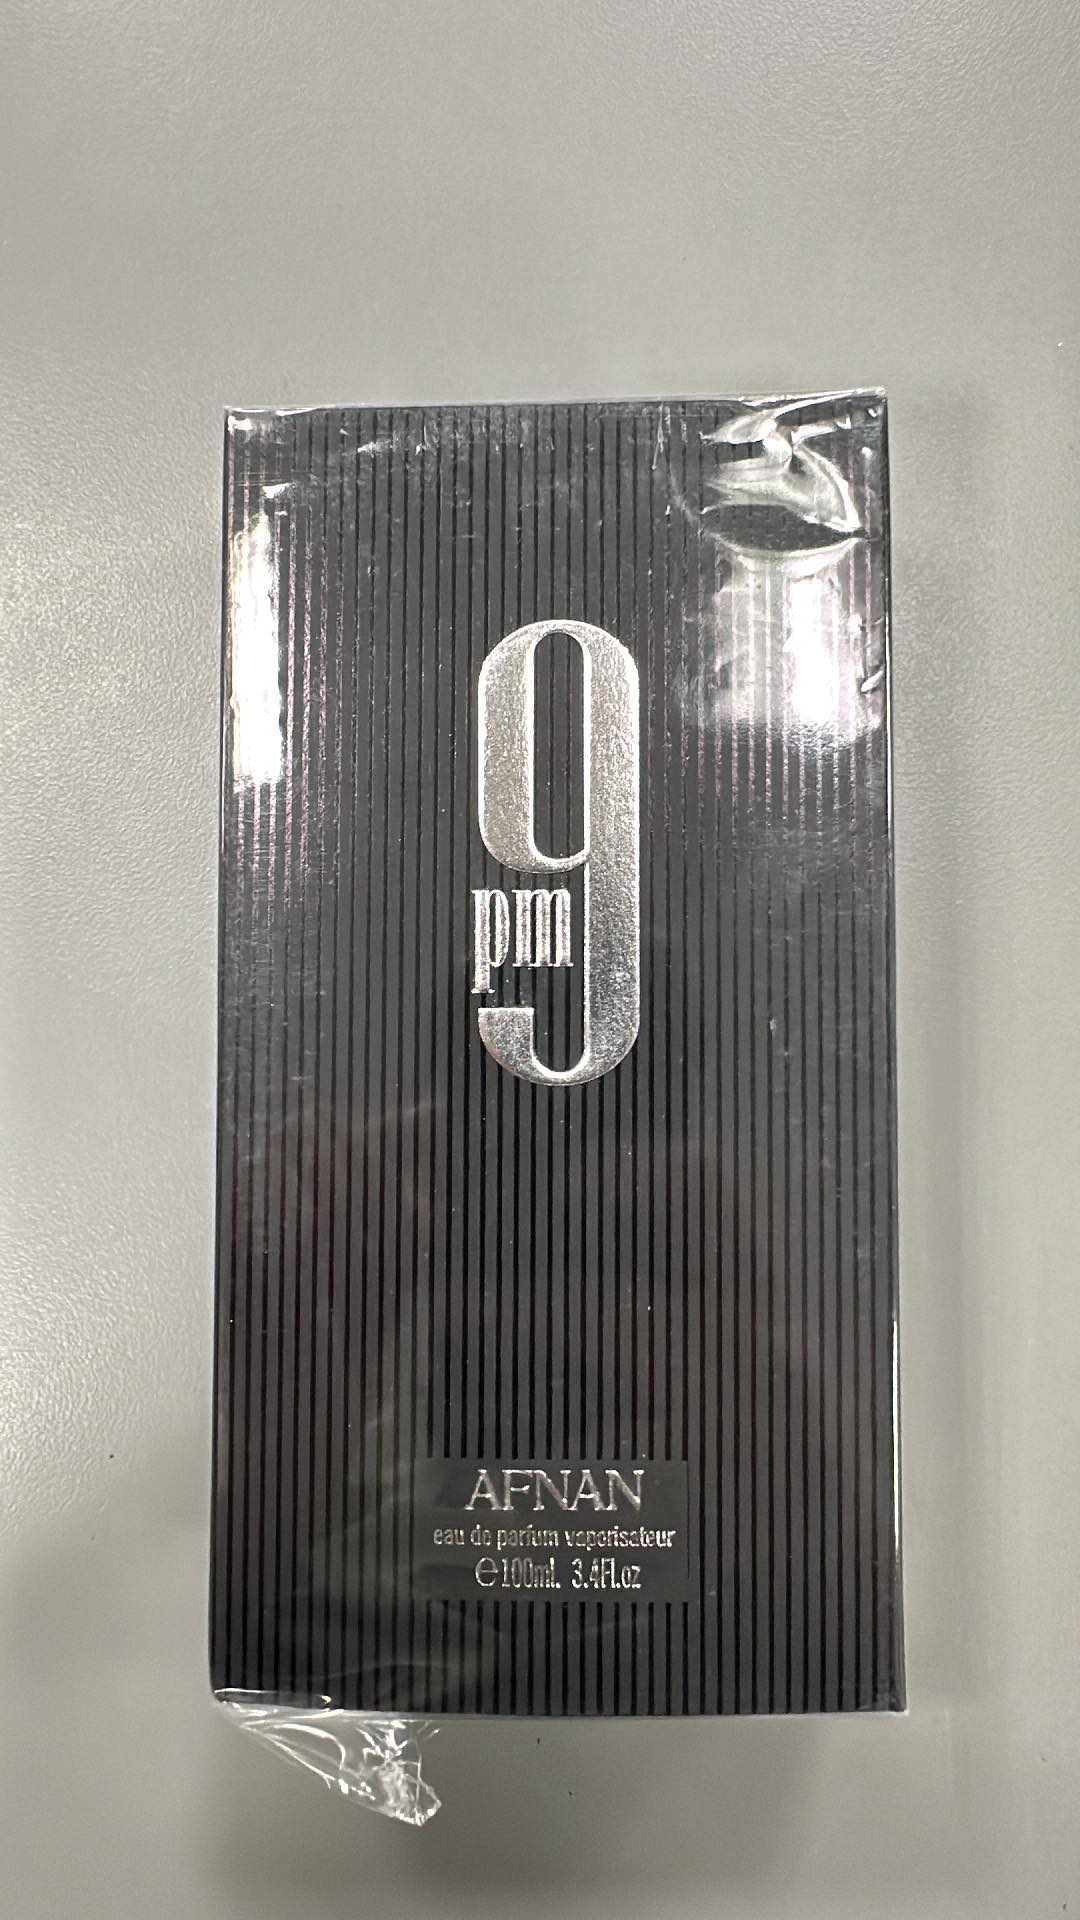 9
pm
AFNAN
eau de parfum vaporisateur
℮100ml. 3.4Fl.oz